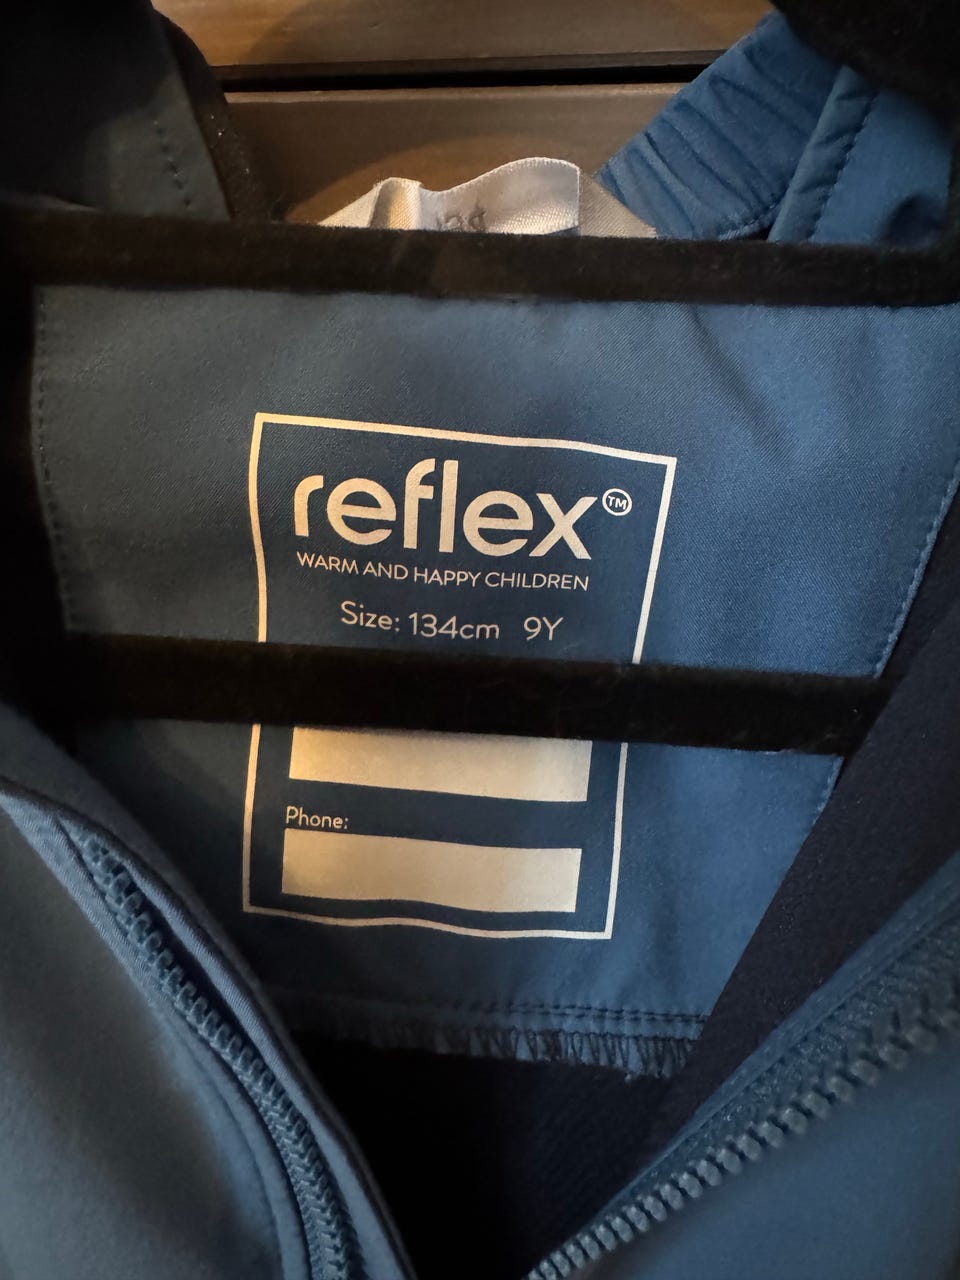 reflex™
WARM AND HAPPY CHILDREN
Size: 134cm 9Y
Phone: